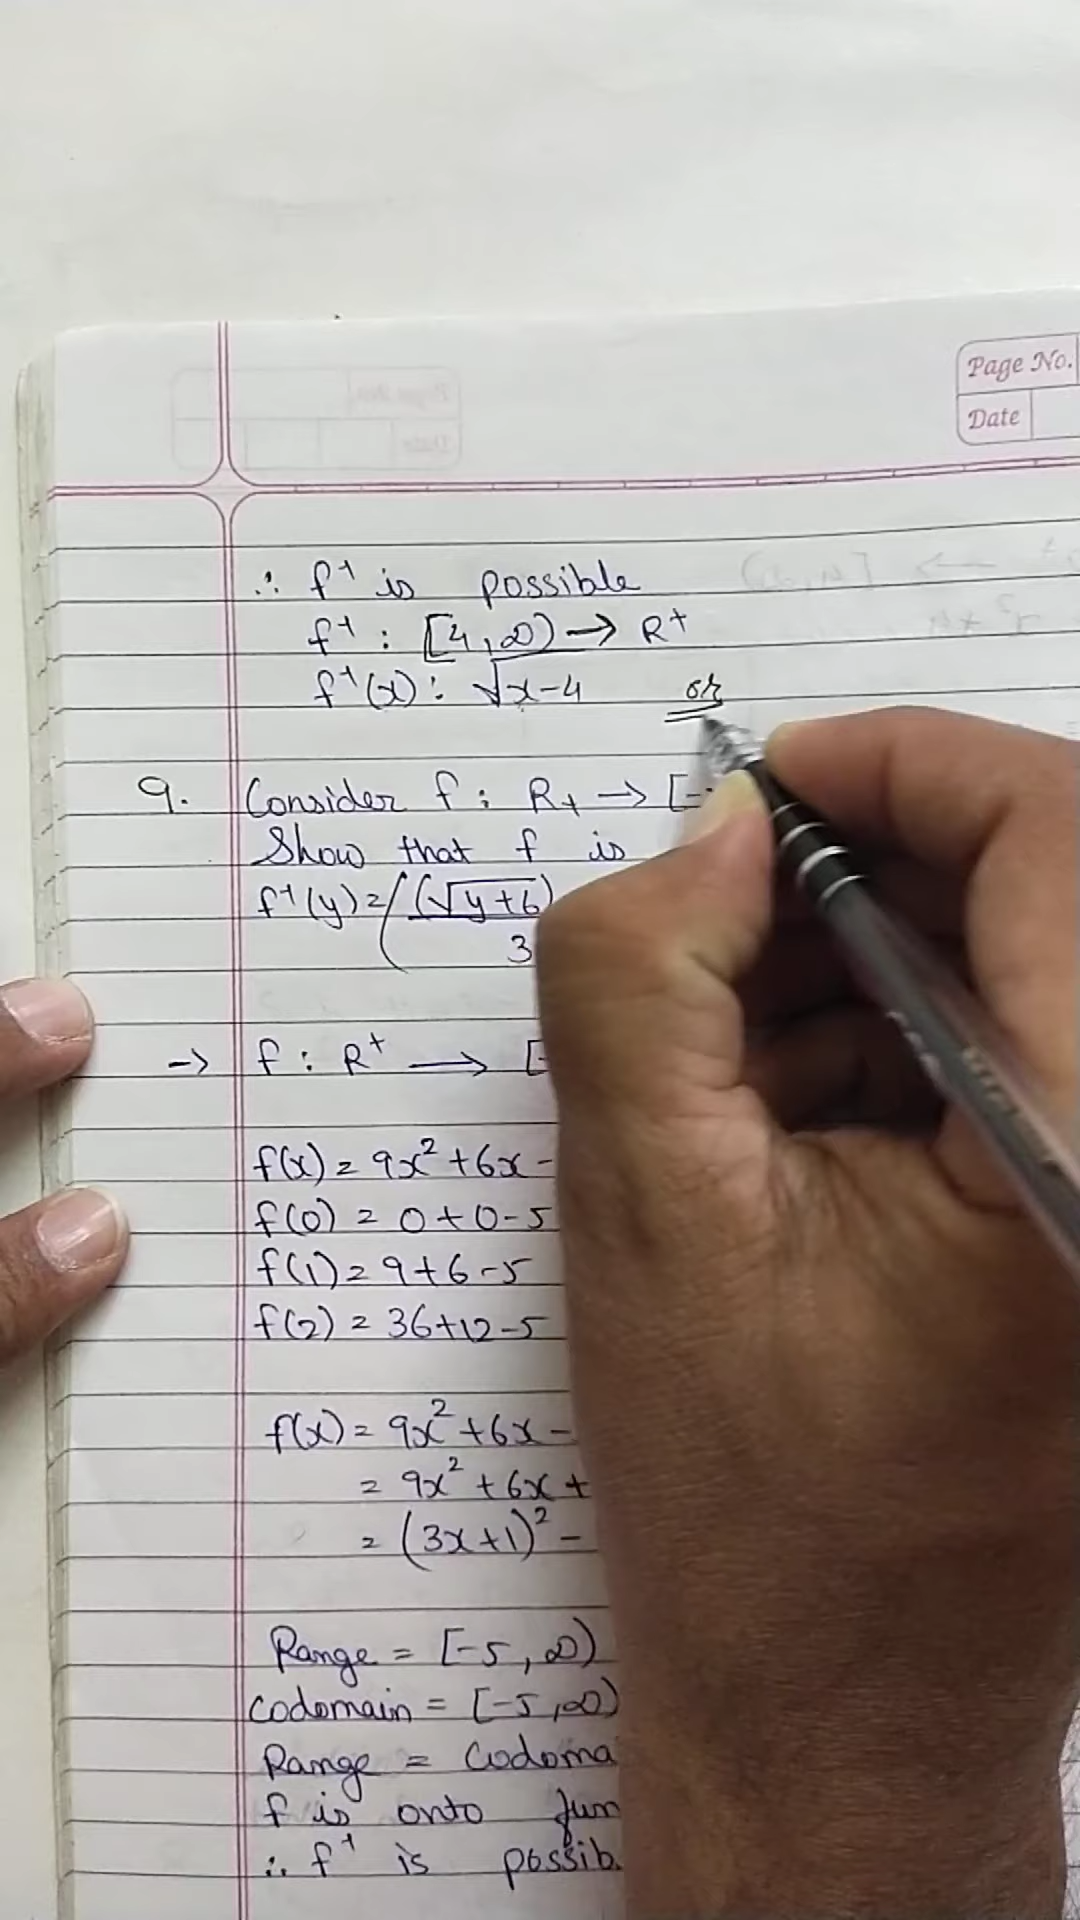 Page No.
Date
∴ f⁻¹ is possible
f⁻¹ : [4,∞) → R⁺
f⁻¹(x) : √x-4 or
9. Consider f : R₊ → [-
Show that f is
f⁻¹(y) = ((√y+6)
3
→ f : R⁺ → [-
f(x) = 9x² + 6x -
f(0) = 0 + 0 - 5
f(1) = 9 + 6 - 5
f(2) = 36 + 12 - 5
f(x) = 9x² + 6x -
= 9x² + 6x +
= (3x+1)² -
Range = [-5, ∞)
Codomain = [-5, ∞)
Range = Codoma
f is onto fun
∴ f⁻¹ is possib